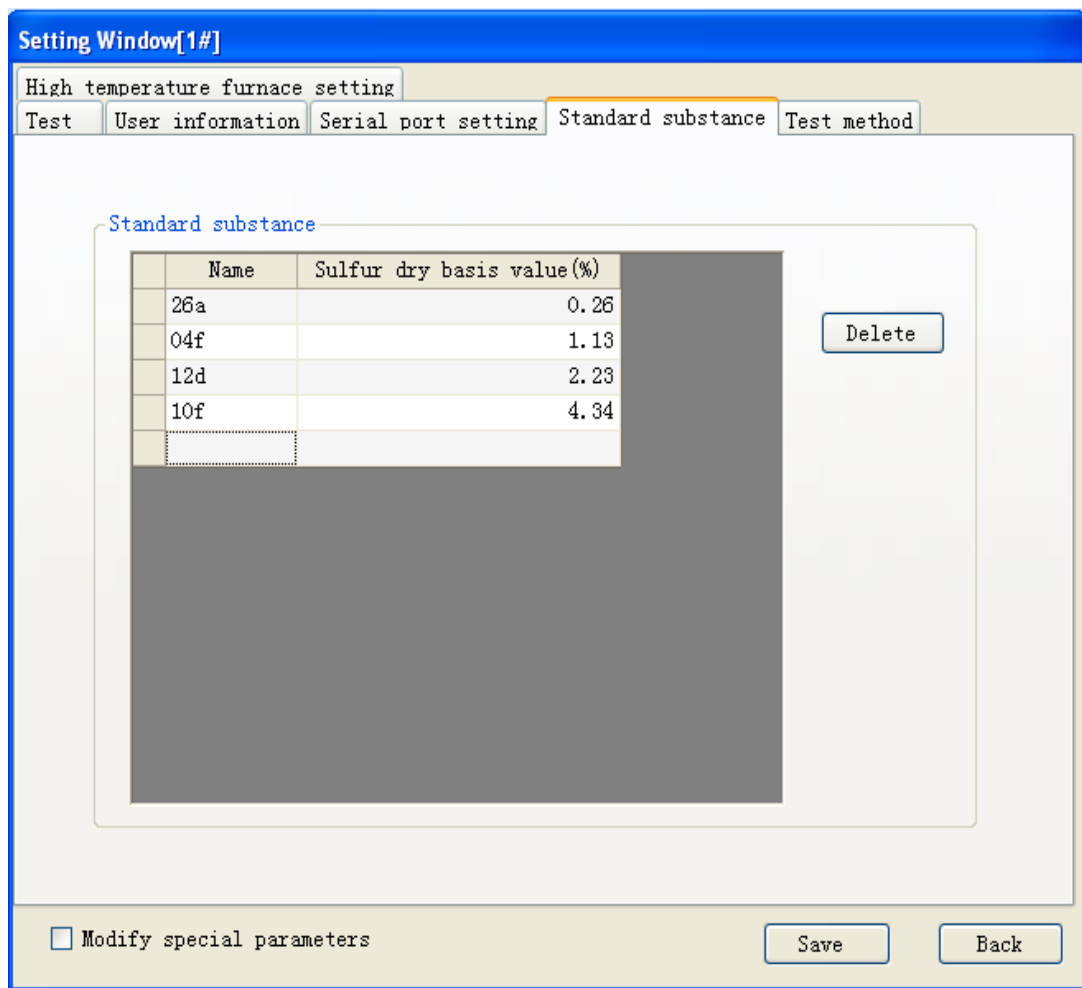 Setting Window[1#]
High temperature furnace setting
Test User information Serial port setting Standard substance Test method
Standard substance
Name Sulfur dry basis value(%)
26a 0.26
04f 1.13
12d 2.23
10f 4.34
Delete
Modify special parameters Save Back